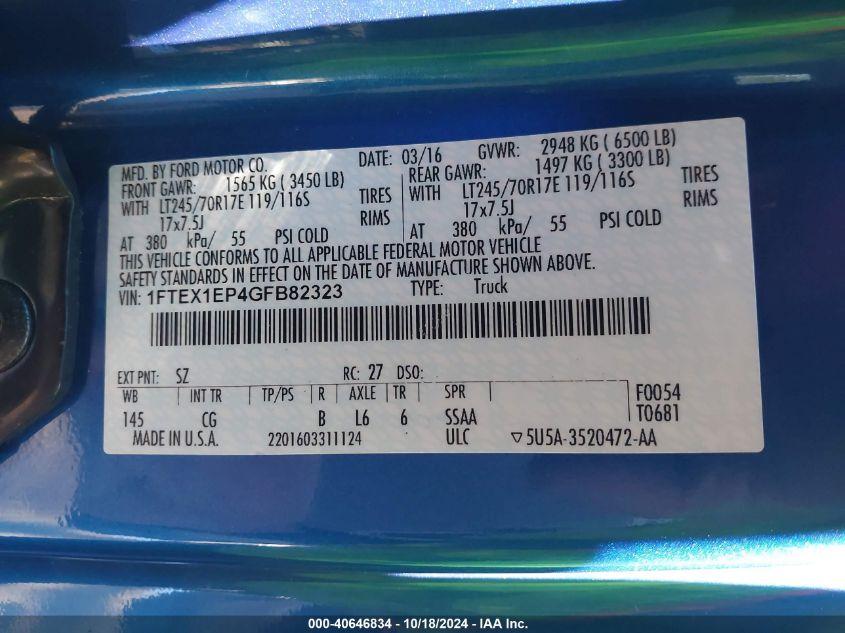 MFD. BY FORD MOTOR CO. DATE: 03/16 GVWR: 2948 KG ( 6500 LB)
FRONT GAWR: 1565 KG ( 3450 LB) REAR GAWR: 1497 KG ( 3300 LB)
WITH LT245/70R17E 119/116S TIRES WITH LT245/70R17E 119/116S TIRES
17x7.5J RIMS 17x7.5J RIMS
AT 380 kPa/ 55 PSI COLD AT 380 kPa/ 55 PSI COLD
THIS VEHICLE CONFORMS TO ALL APPLICABLE FEDERAL MOTOR VEHICLE
SAFETY STANDARDS IN EFFECT ON THE DATE OF MANUFACTURE SHOWN ABOVE.
VIN: 1FTEX1EP4GFB82323 TYPE: Truck
EXT PNT: SZ RC: 27 DSO:
WB INT TR TP/PS R AXLE TR SPR F0054
145 CG B L6 6 SSAA T0681
MADE IN U.S.A. 2201603311124 ULC ▽5U5A-3520472-AA
000-40646834 - 10/18/2024 - IAA Inc.